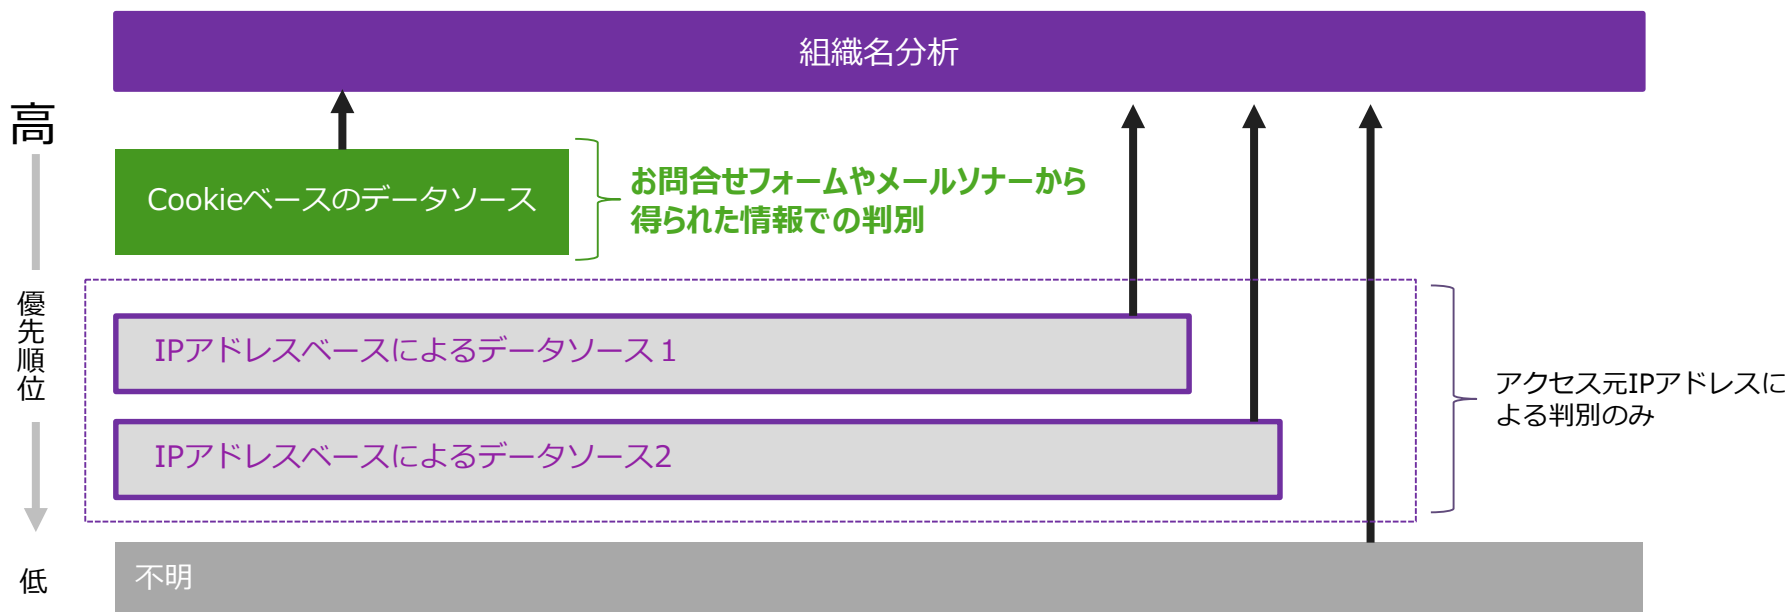 組織名分析
高
Cookieベースのデータソース
お問合せフォームやメールソナーから
得られた情報での判別
優先順位
IPアドレスベースによるデータソース1
IPアドレスベースによるデータソース2
アクセス元IPアドレスに
よる判別のみ
低
不明